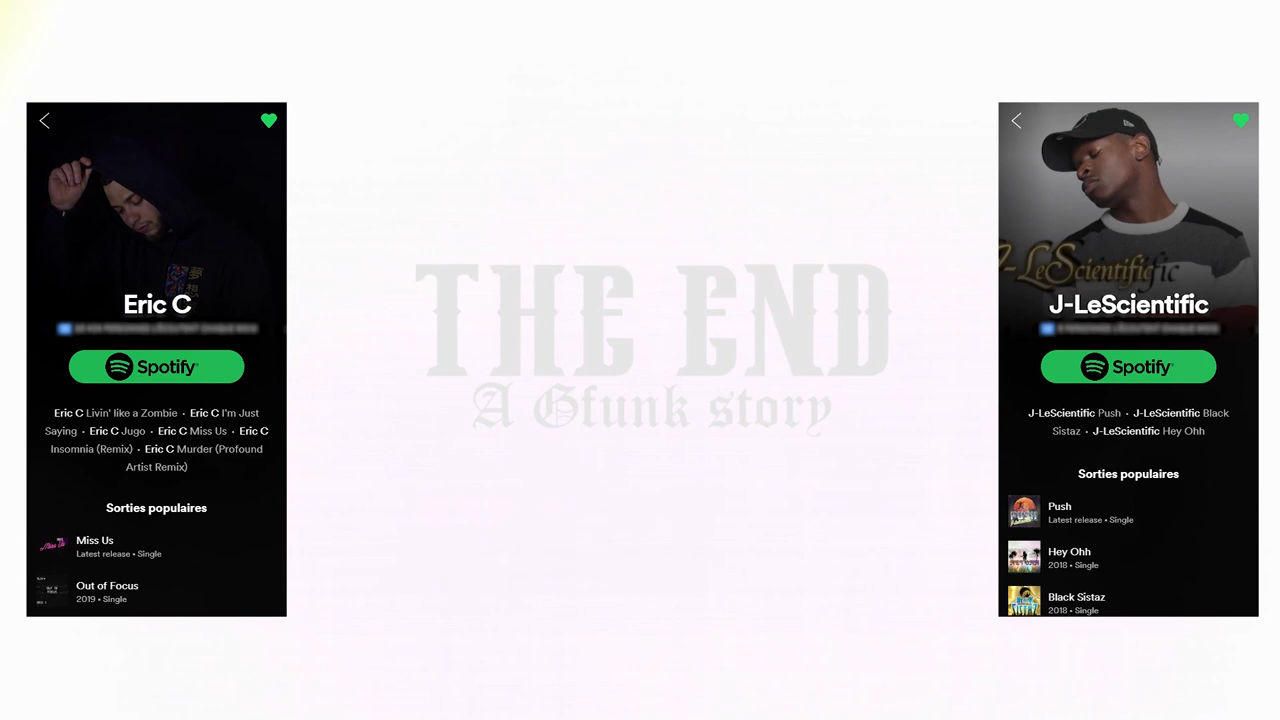 Eric C
Spotify®
Eric C Livin' like a Zombie • Eric C I'm Just
Saying • Eric C Jugo • Eric C Miss Us • Eric C
Insomnia (Remix) • Eric C Murder (Profound
Artist Remix)
Sorties populaires
Miss Us
Latest release • Single
Out of Focus
2019 • Single
THE END
A Gfunk story
J-LeScientific
J-LeScientific
Spotify®
J-LeScientific Push • J-LeScientific Black
Sistaz • J-LeScientific Hey Ohh
Sorties populaires
Push
Latest release • Single
Hey Ohh
2018 • Single
Black Sistaz
2018 • Single